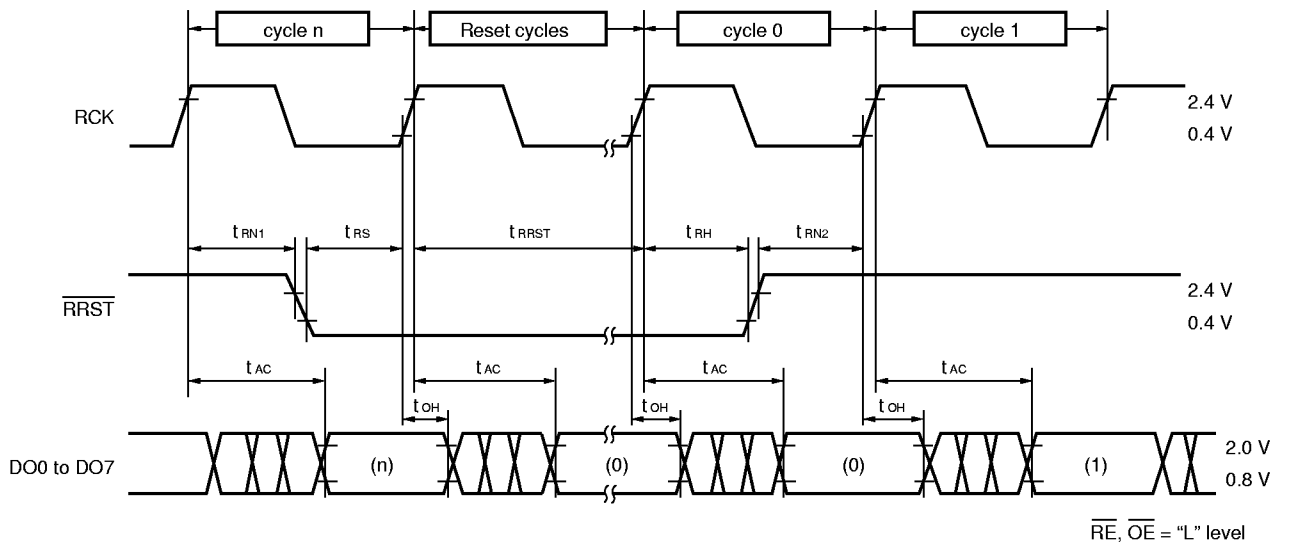 cycle n Reset cycles cycle 0 cycle 1
RCK
2.4 V
0.4 V
tRN1 tRS tRRST tRH tRN2
RRST
2.4 V
0.4 V
tAC tAC tAC tAC
tOH tOH tOH
DO0 to DO7 (n) (0) (0) (1)
2.0 V
0.8 V
RE, OE = “L” level